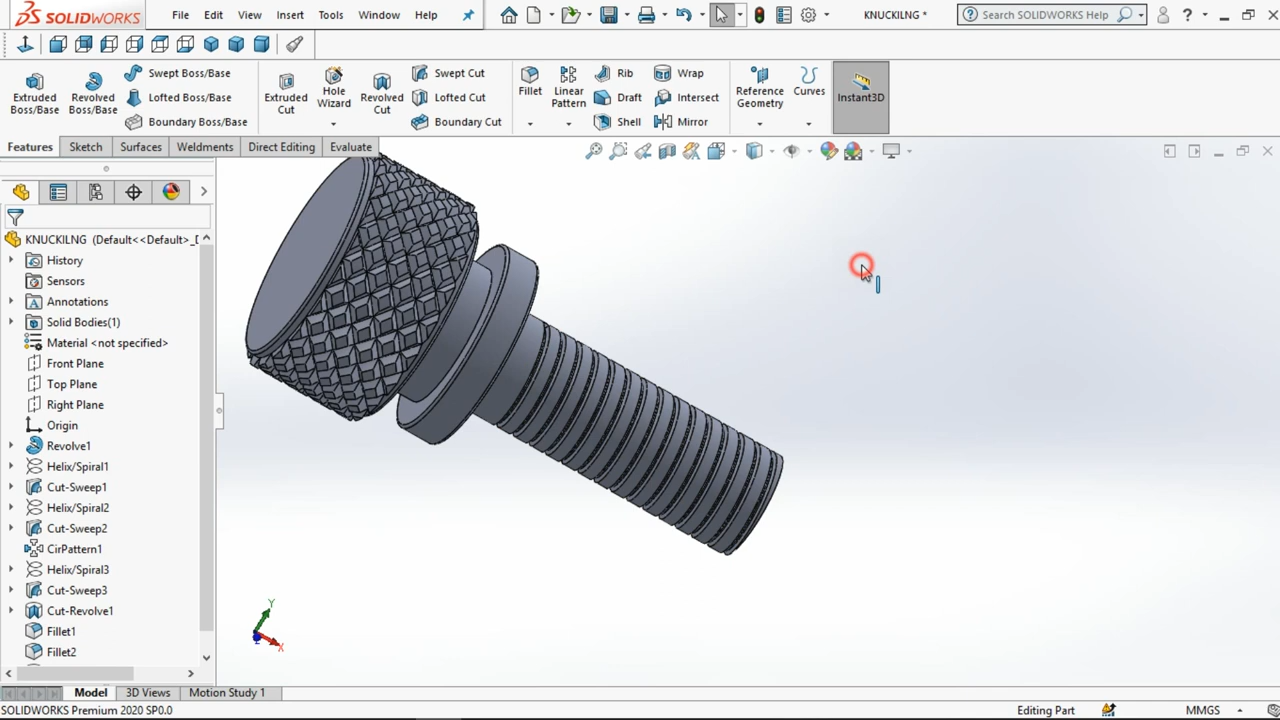 SOLIDWORKS File Edit View Insert Tools Window Help KNUCKILNG * Search SOLIDWORKS Help ?
Extruded Boss/Base
Revolved Boss/Base
Swept Boss/Base
Lofted Boss/Base
Boundary Boss/Base
Extruded Cut
Hole Wizard
Revolved Cut
Swept Cut
Lofted Cut
Boundary Cut
Fillet
Linear Pattern
Rib
Draft
Shell
Wrap
Intersect
Mirror
Reference Geometry
Curves
Instant3D
Features Sketch Surfaces Weldments Direct Editing Evaluate
KNUCKILNG (Default<<Default>_D
History
Sensors
Annotations
Solid Bodies(1)
Material <not specified>
Front Plane
Top Plane
Right Plane
Origin
Revolve1
Helix/Spiral1
Cut-Sweep1
Helix/Spiral2
Cut-Sweep2
CirPattern1
Helix/Spiral3
Cut-Sweep3
Cut-Revolve1
Fillet1
Fillet2
Y
X
Z
Model 3D Views Motion Study 1
SOLIDWORKS Premium 2020 SP0.0 Editing Part MMGS